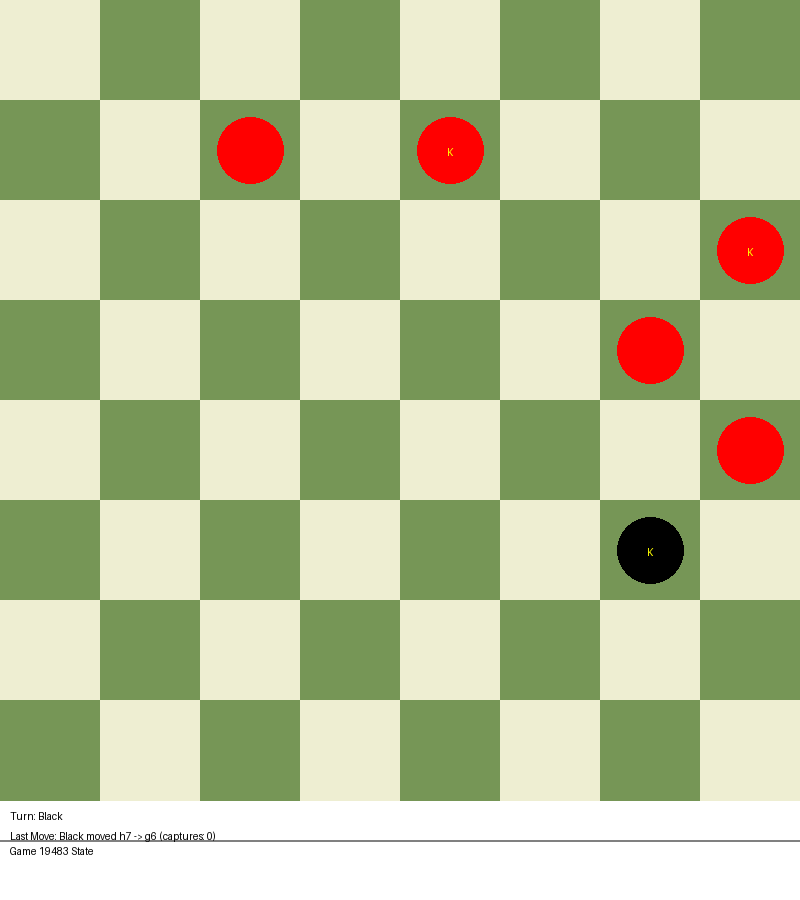 K
K
K
Turn: Black
Last Move: Black moved h7 -> g6 (captures: 0)
Game 19483 State